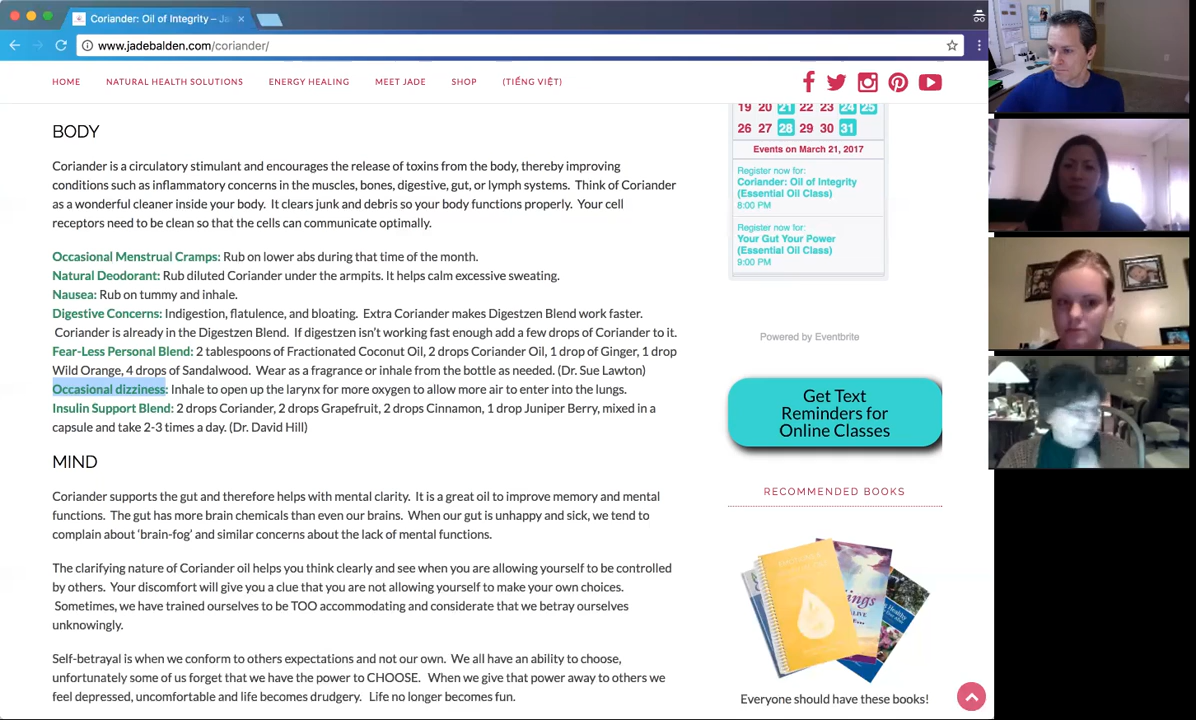 Coriander: Oil of Integrity – Ja
www.jadebalden.com/coriander/
HOME NATURAL HEALTH SOLUTIONS ENERGY HEALING MEET JADE SHOP (TIẾNG VIỆT)
BODY
Coriander is a circulatory stimulant and encourages the release of toxins from the body, thereby improving
conditions such as inflammatory concerns in the muscles, bones, digestive, gut, or lymph systems. Think of Coriander
as a wonderful cleaner inside your body. It clears junk and debris so your body functions properly. Your cell
receptors need to be clean so that the cells can communicate optimally.
Occasional Menstrual Cramps: Rub on lower abs during that time of the month.
Natural Deodorant: Rub diluted Coriander under the armpits. It helps calm excessive sweating.
Nausea: Rub on tummy and inhale.
Digestive Concerns: Indigestion, flatulence, and bloating. Extra Coriander makes Digestzen Blend work faster.
Coriander is already in the Digestzen Blend. If digestzen isn't working fast enough add a few drops of Coriander to it.
Fear-Less Personal Blend: 2 tablespoons of Fractionated Coconut Oil, 2 drops Coriander Oil, 1 drop of Ginger, 1 drop
Wild Orange, 4 drops of Sandalwood. Wear as a fragrance or inhale from the bottle as needed. (Dr. Sue Lawton)
Occasional dizziness: Inhale to open up the larynx for more oxygen to allow more air to enter into the lungs.
Insulin Support Blend: 2 drops Coriander, 2 drops Grapefruit, 2 drops Cinnamon, 1 drop Juniper Berry, mixed in a
capsule and take 2-3 times a day. (Dr. David Hill)
MIND
Coriander supports the gut and therefore helps with mental clarity. It is a great oil to improve memory and mental
functions. The gut has more brain chemicals than even our brains. When our gut is unhappy and sick, we tend to
complain about 'brain-fog' and similar concerns about the lack of mental functions.
The clarifying nature of Coriander oil helps you think clearly and see when you are allowing yourself to be controlled
by others. Your discomfort will give you a clue that you are not allowing yourself to make your own choices.
Sometimes, we have trained ourselves to be TOO accommodating and considerate that we betray ourselves
unknowingly.
Self-betrayal is when we conform to others expectations and not our own. We all have an ability to choose,
unfortunately some of us forget that we have the power to CHOOSE. When we give that power away to others we
feel depressed, uncomfortable and life becomes drudgery. Life no longer becomes fun.
19 20 21 22 23 24 25
26 27 28 29 30 31
Events on March 21, 2017
Register now for:
Coriander: Oil of Integrity
(Essential Oil Class)
8:00 PM
Register now for:
Your Gut Your Power
(Essential Oil Class)
9:00 PM
Powered by Eventbrite
Get Text
Reminders for
Online Classes
RECOMMENDED BOOKS
Everyone should have these books!